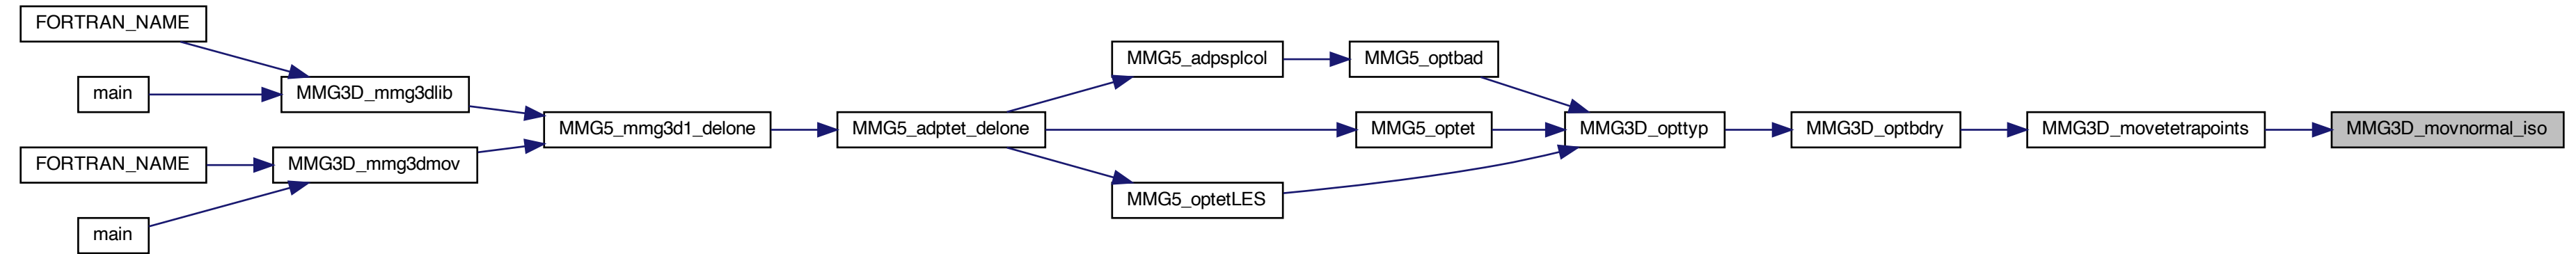 FORTRAN_NAME
main
MMG3D_mmg3dlib
FORTRAN_NAME
main
MMG3D_mmg3dmov
MMG5_mmg3d1_delone
MMG5_adptet_delone
MMG5_adpsplcol
MMG5_optbad
MMG5_optet
MMG5_optetLES
MMG3D_opttyp
MMG3D_optbdry
MMG3D_movetetrapoints
MMG3D_movnormal_iso